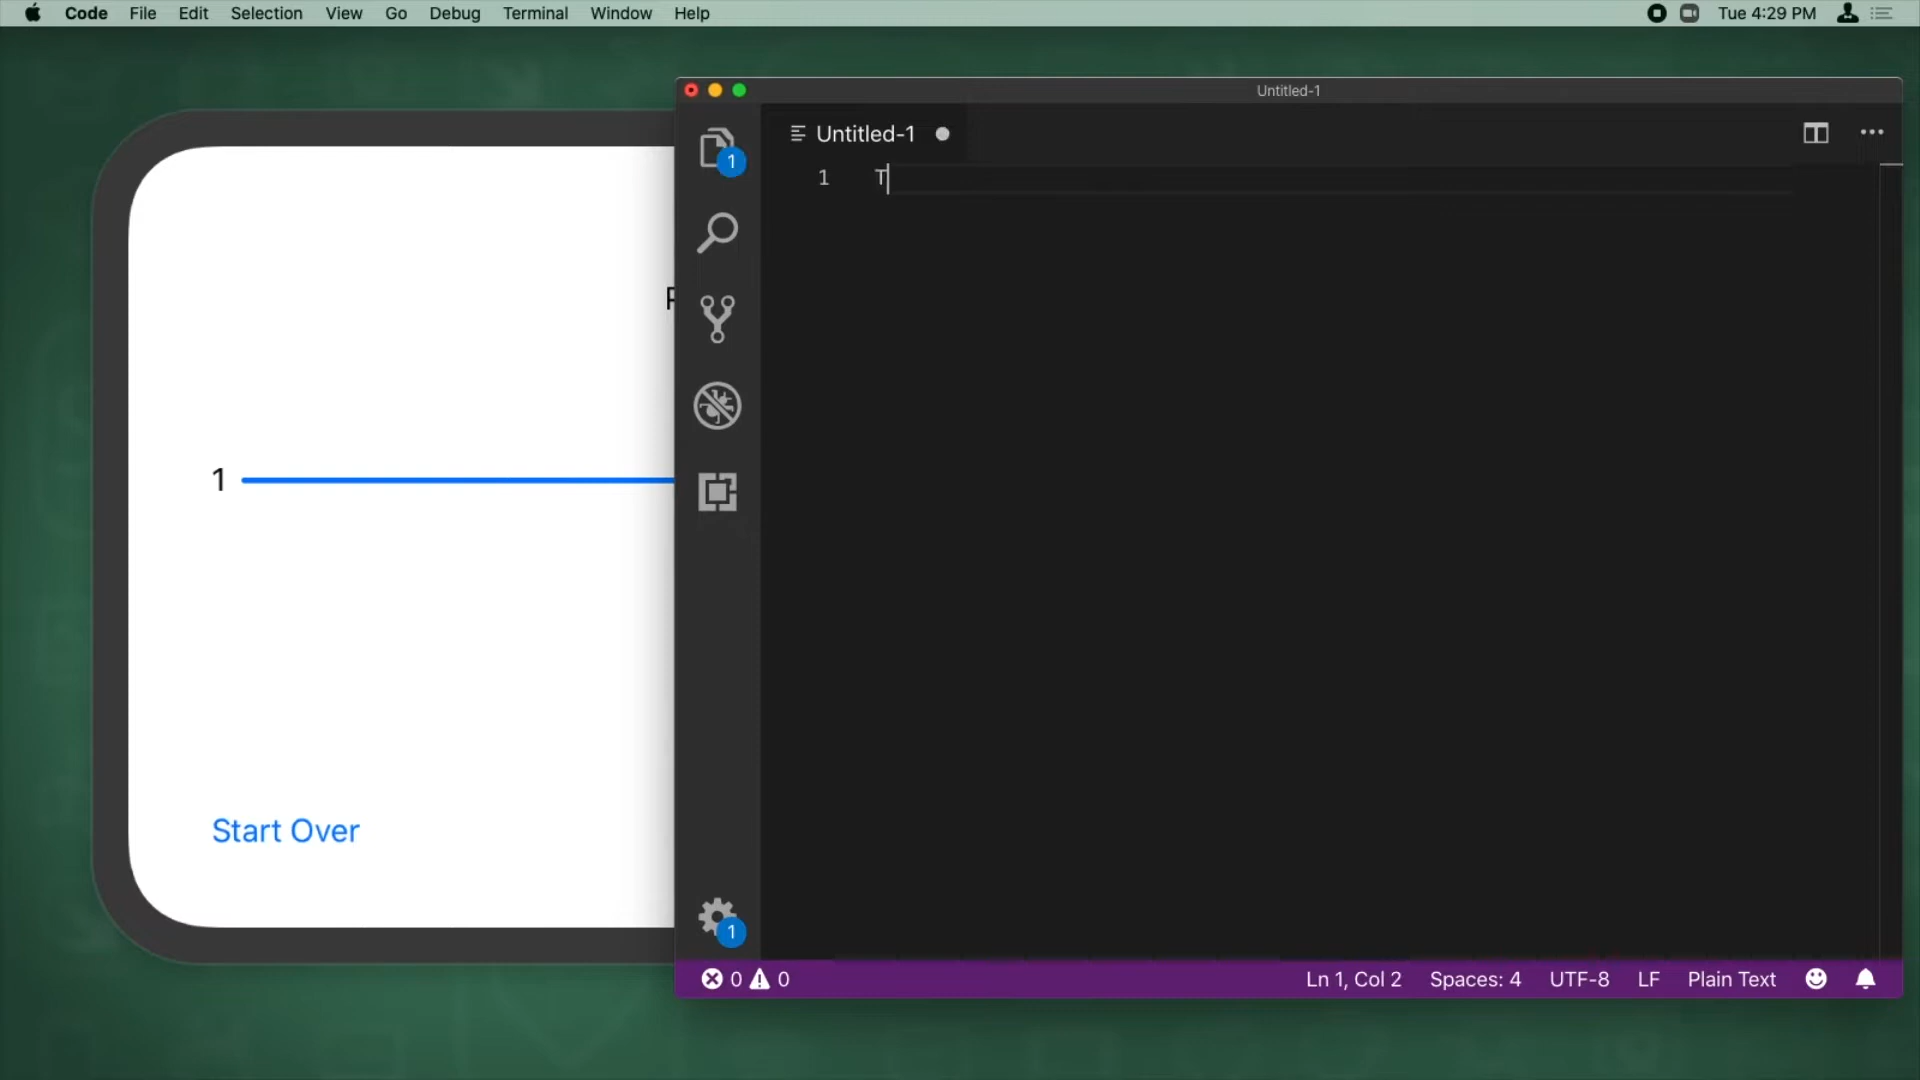 Code File Edit Selection View Go Debug Terminal Window Help Tue 4:29 PM
Untitled-1
Untitled-1
1
1 T
1
Start Over
1
0 0 Ln 1, Col 2 Spaces: 4 UTF-8 LF Plain Text